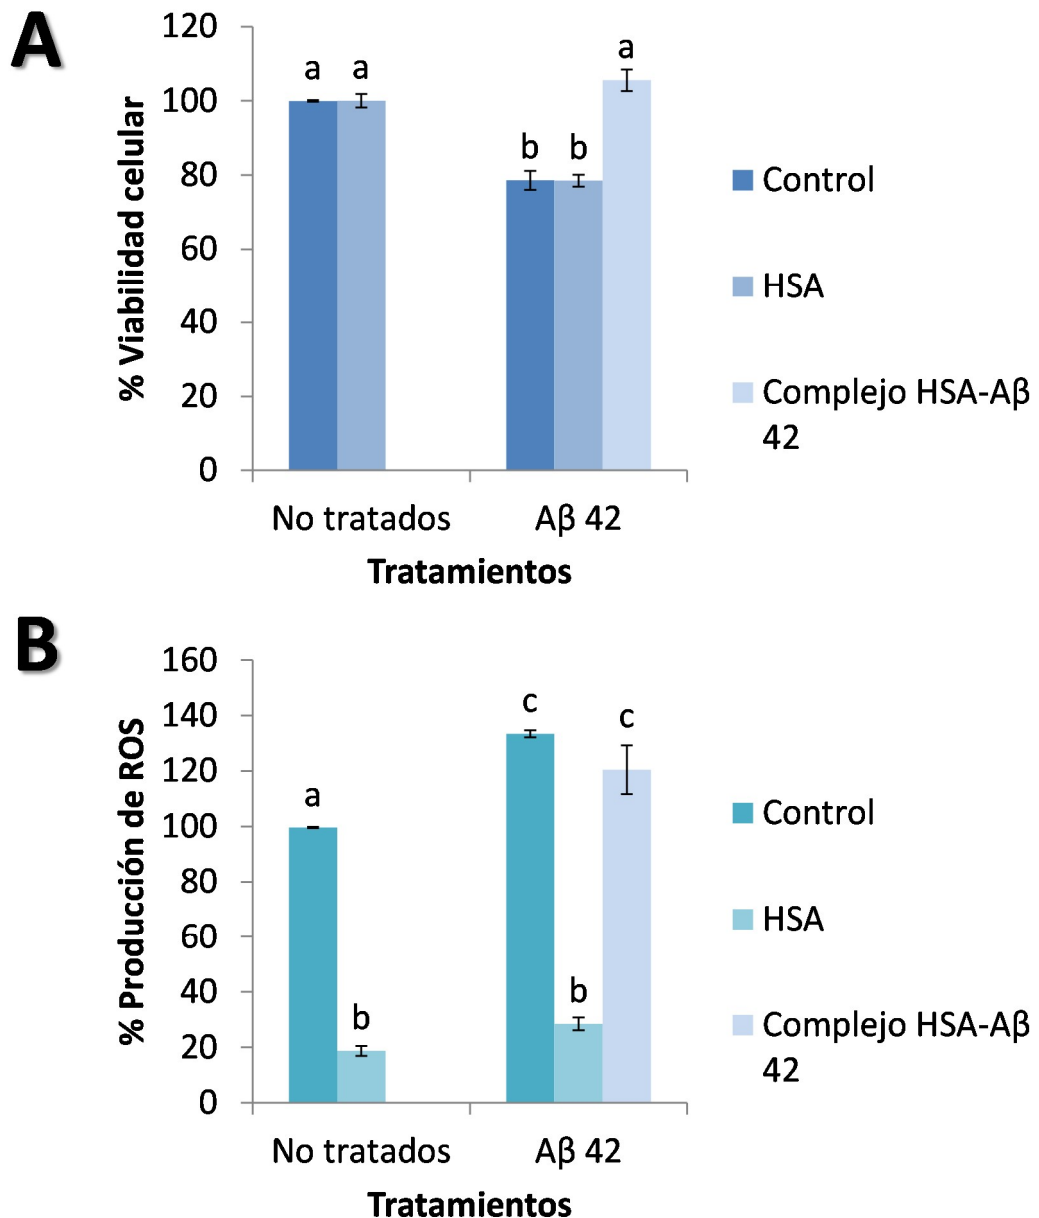 A
% Viabilidad celular
120
100
80
60
40
20
0
a a
b b a
No tratados Aβ 42
Tratamientos
Control
HSA
Complejo HSA-Aβ
42
B
% Producción de ROS
160
140
120
100
80
60
40
20
0
a b
c b c
No tratados Aβ 42
Tratamientos
Control
HSA
Complejo HSA-Aβ
42